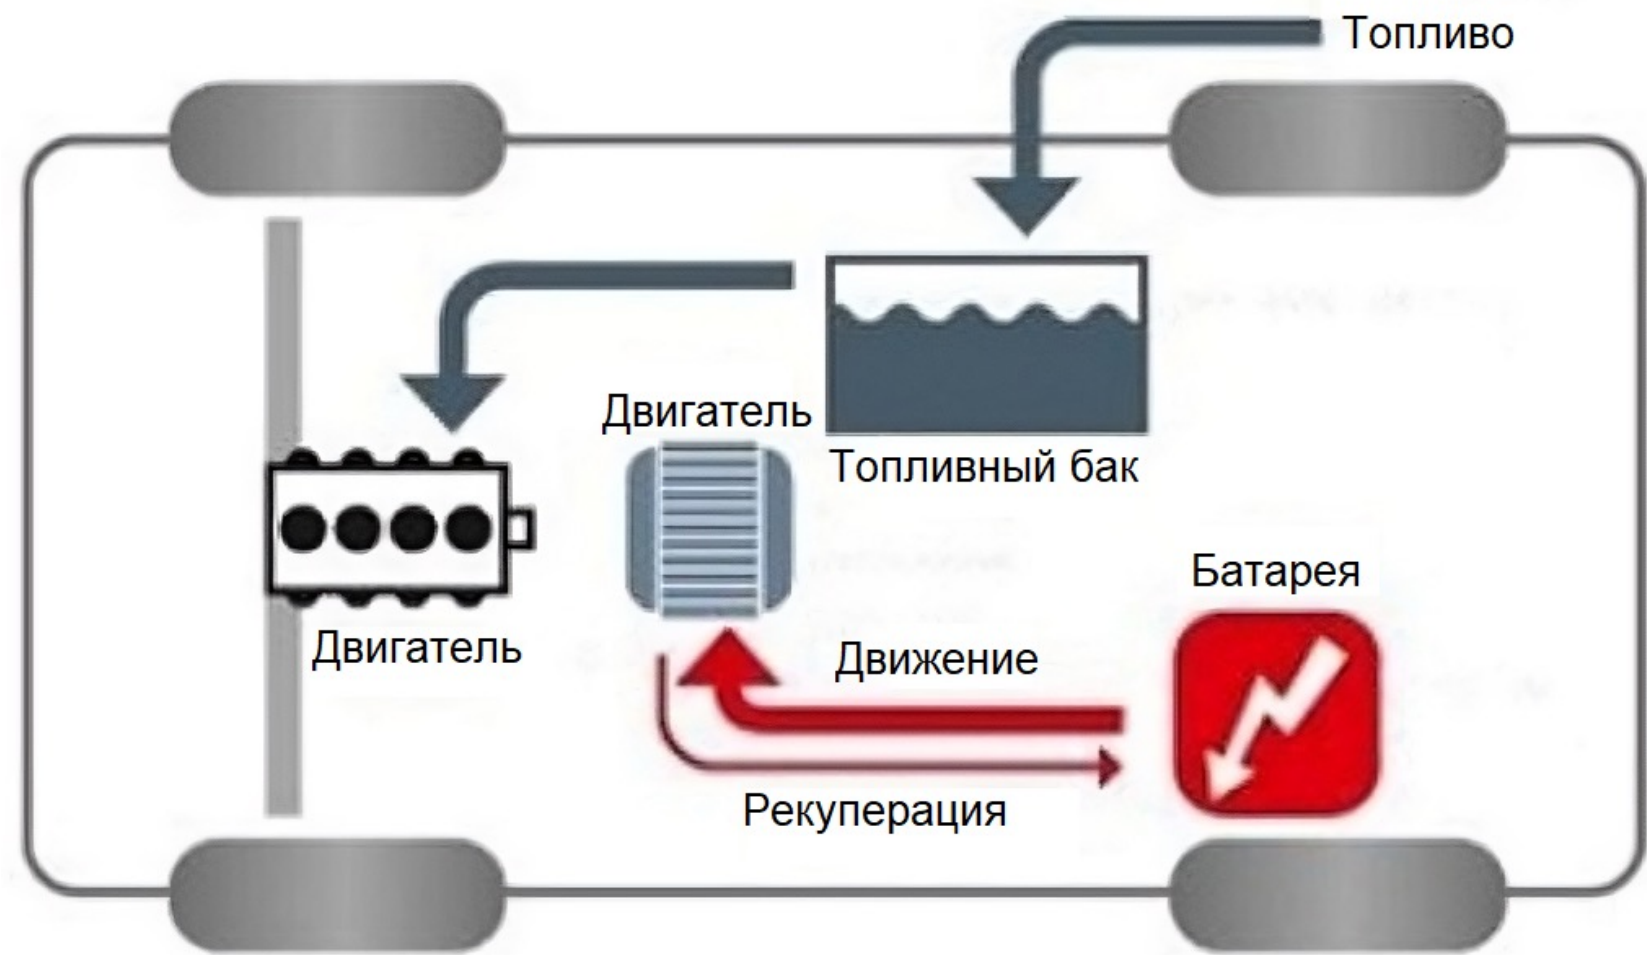 Топливо
Двигатель
Топливный бак
Батарея
Двигатель
Движение
Рекуперация